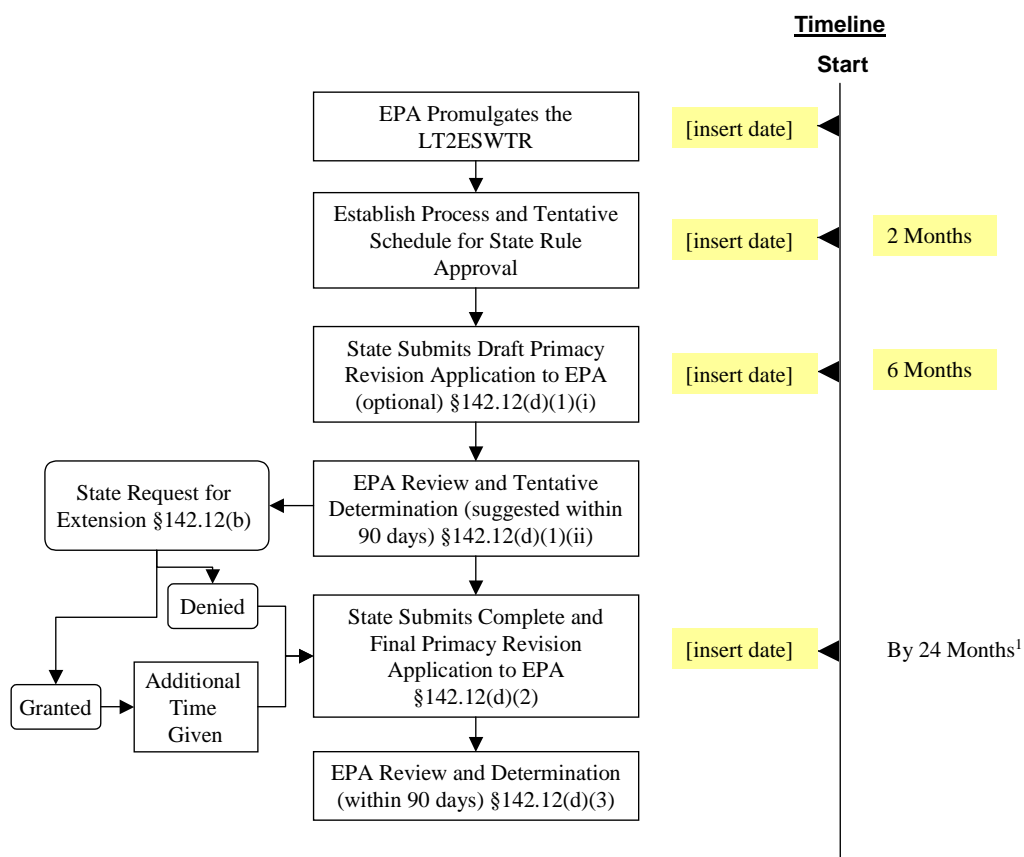 Timeline
Start
EPA Promulgates the
LT2ESWTR
[insert date]
Establish Process and Tentative
Schedule for State Rule
Approval
[insert date]
2 Months
State Submits Draft Primacy
Revision Application to EPA
(optional) §142.12(d)(1)(i)
[insert date]
6 Months
EPA Review and Tentative
Determination (suggested within
90 days) §142.12(d)(1)(ii)
State Request for
Extension §142.12(b)
Denied
Granted
Additional
Time
Given
State Submits Complete and
Final Primacy Revision
Application to EPA
§142.12(d)(2)
[insert date]
By 24 Months¹
EPA Review and Determination
(within 90 days) §142.12(d)(3)